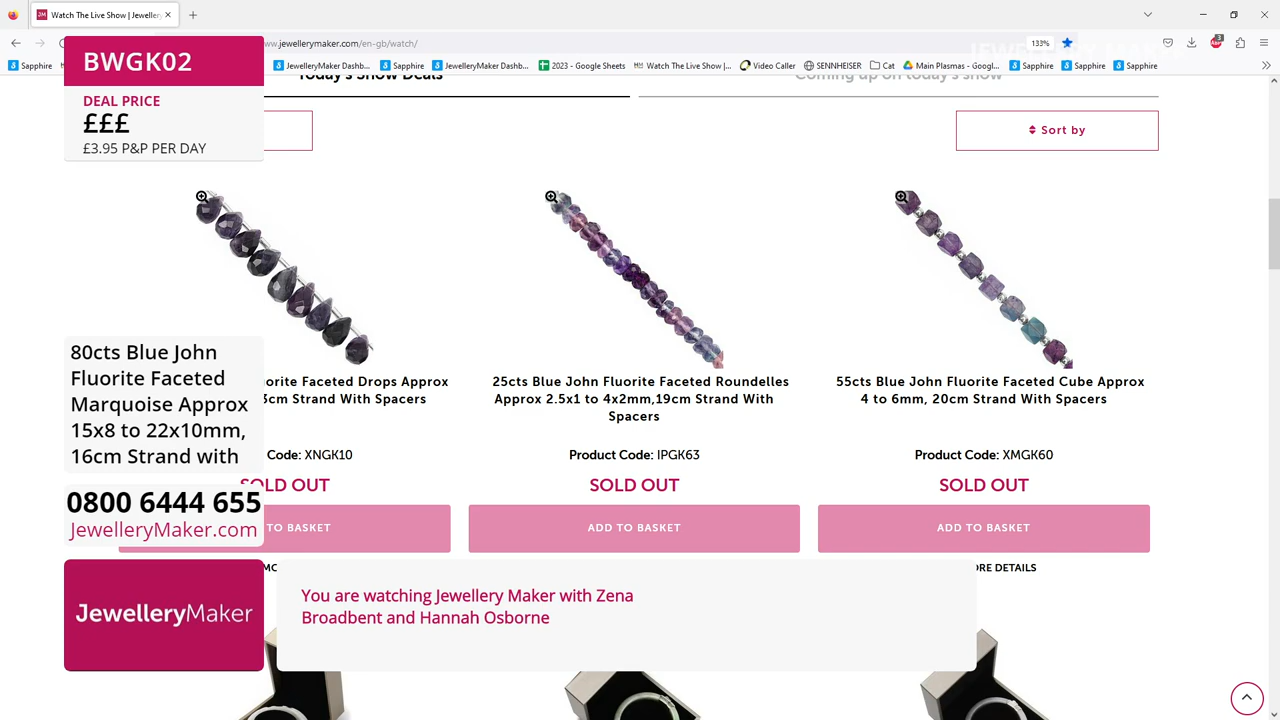 Watch The Live Show | Jewellery
ww.jewellerymaker.com/en-gb/watch/
133%
3
Sapphire
JewelleryMaker Dashb...
Sapphire
JewelleryMaker Dashb...
2023 - Google Sheets
Watch The Live Show |...
Video Caller
SENNHEISER
Cat
Main Plasmas - Googl...
Sapphire
Sapphire
Sapphire
BWGK02
DEAL PRICE
£££
£3.95 P&P PER DAY
Today's Show Deals
Coming up on today's show
Sort by
80cts Blue John
Fluorite Faceted
Marquoise Approx
15x8 to 22x10mm,
16cm Strand with
orite Faceted Drops Approx
3cm Strand With Spacers
Code: XNGK10
SOLD OUT
TO BASKET
25cts Blue John Fluorite Faceted Roundelles
Approx 2.5x1 to 4x2mm,19cm Strand With
Spacers
Product Code: IPGK63
SOLD OUT
ADD TO BASKET
55cts Blue John Fluorite Faceted Cube Approx
4 to 6mm, 20cm Strand With Spacers
Product Code: XMGK60
SOLD OUT
ADD TO BASKET
ORE DETAILS
0800 6444 655
JewelleryMaker.com
JewelleryMaker
You are watching Jewellery Maker with Zena
Broadbent and Hannah Osborne